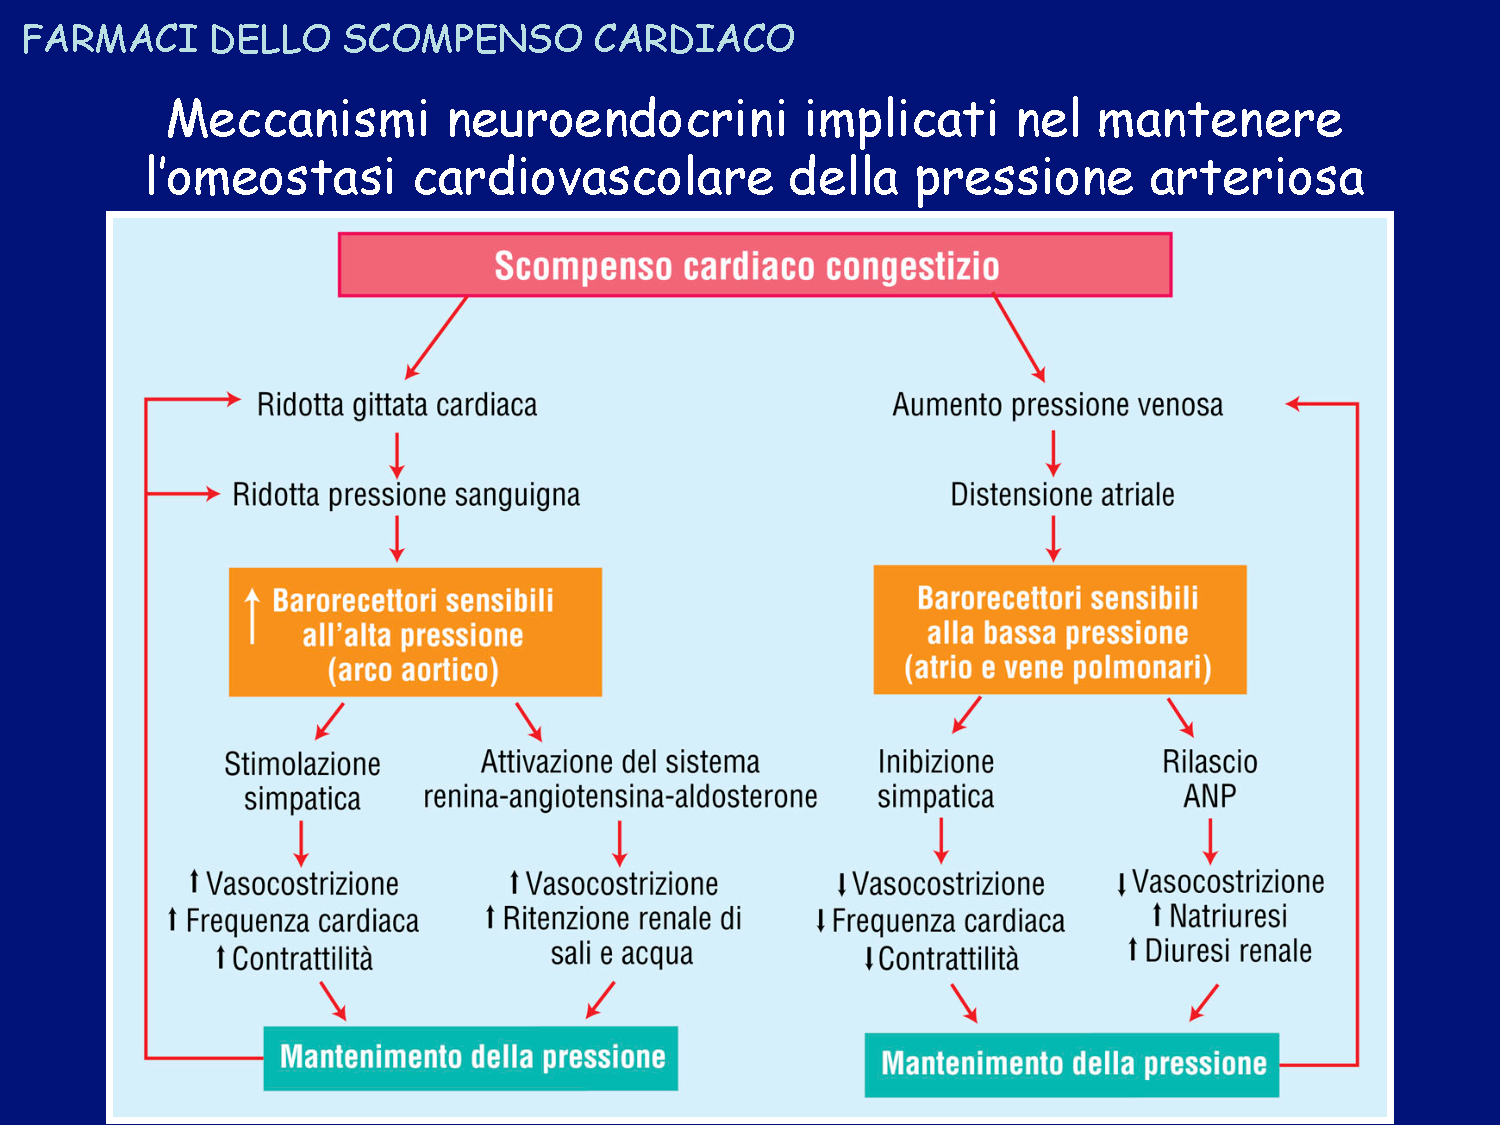 FARMACI DELLO SCOMPENSO CARDIACO
Meccanismi neuroendocrini implicati nel mantenere
l'omeostasi cardiovascolare della pressione arteriosa
Scompenso cardiaco congestizio
Ridotta gittata cardiaca
Ridotta pressione sanguigna
↑ Barorecettori sensibili
all'alta pressione
(arco aortico)
Stimolazione
simpatica
Attivazione del sistema
renina-angiotensina-aldosterone
↑ Vasocostrizione
↑ Frequenza cardiaca
↑ Contrattilità
↑ Vasocostrizione
↑ Ritenzione renale di
sali e acqua
Mantenimento della pressione
Aumento pressione venosa
Distensione atriale
Barorecettori sensibili
alla bassa pressione
(atrio e vene polmonari)
Inibizione
simpatica
Rilascio
ANP
↓ Vasocostrizione
↓ Frequenza cardiaca
↓ Contrattilità
↓ Vasocostrizione
↑ Natriuresi
↑ Diuresi renale
Mantenimento della pressione